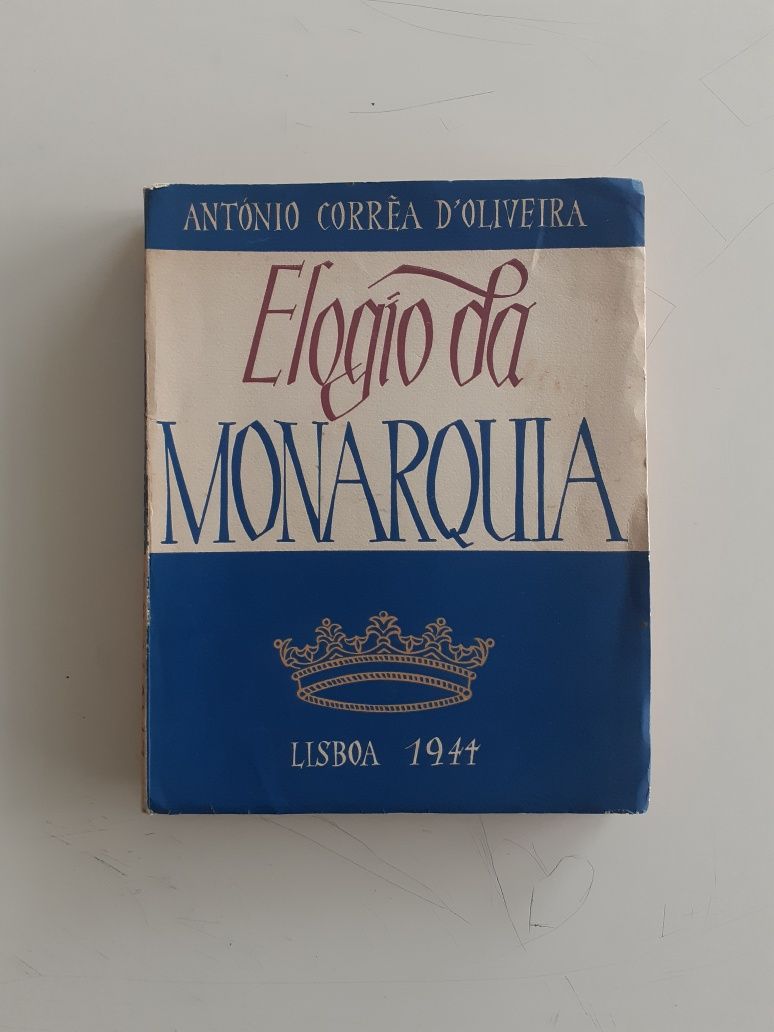 ANTÓNIO CORRÊA D'OLIVEIRA
Elogio da
MONARQUIA
LISBOA 1944